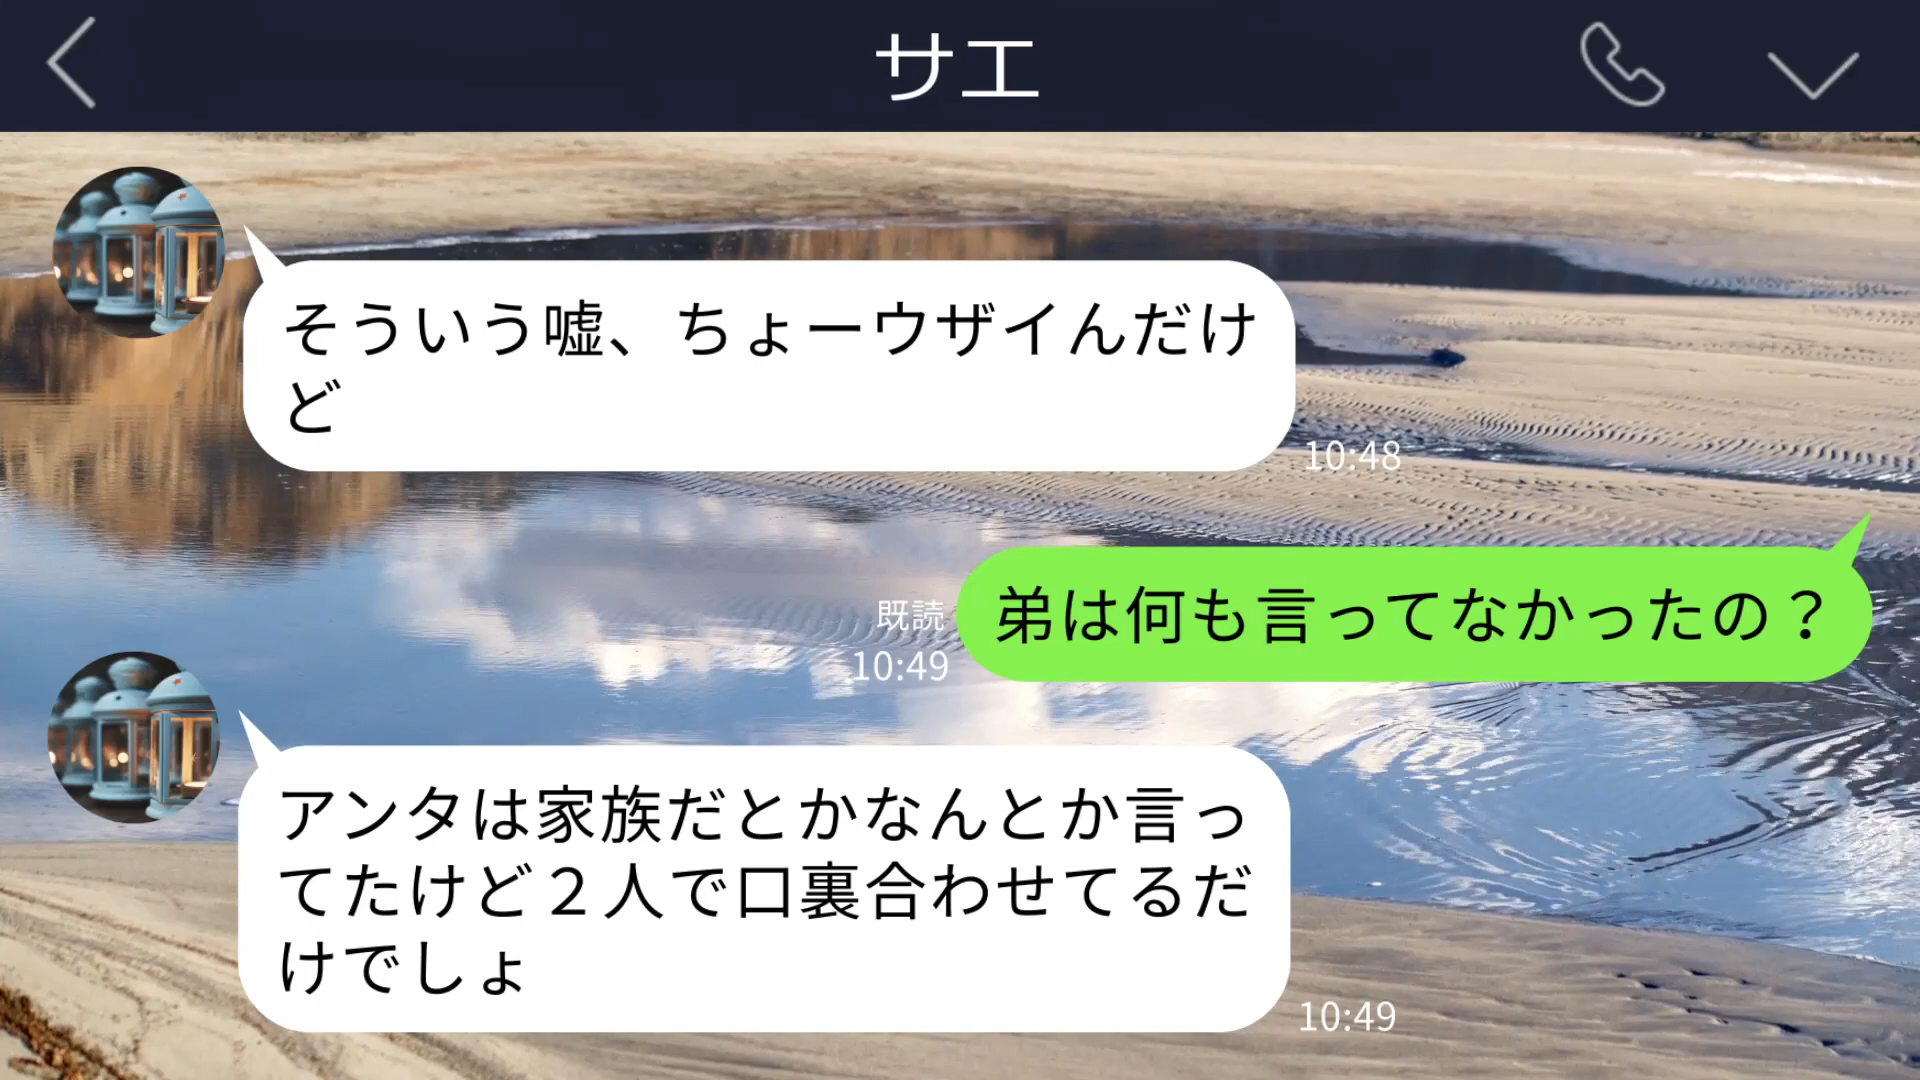 サエ
そういう嘘、ちょーウザイんだけ
ど
10:48
弟は何も言ってなかったの？
既読
10:49
アンタは家族だとかなんとか言っ
てたけど２人で口裏合わせてるだ
けでしょ
10:49